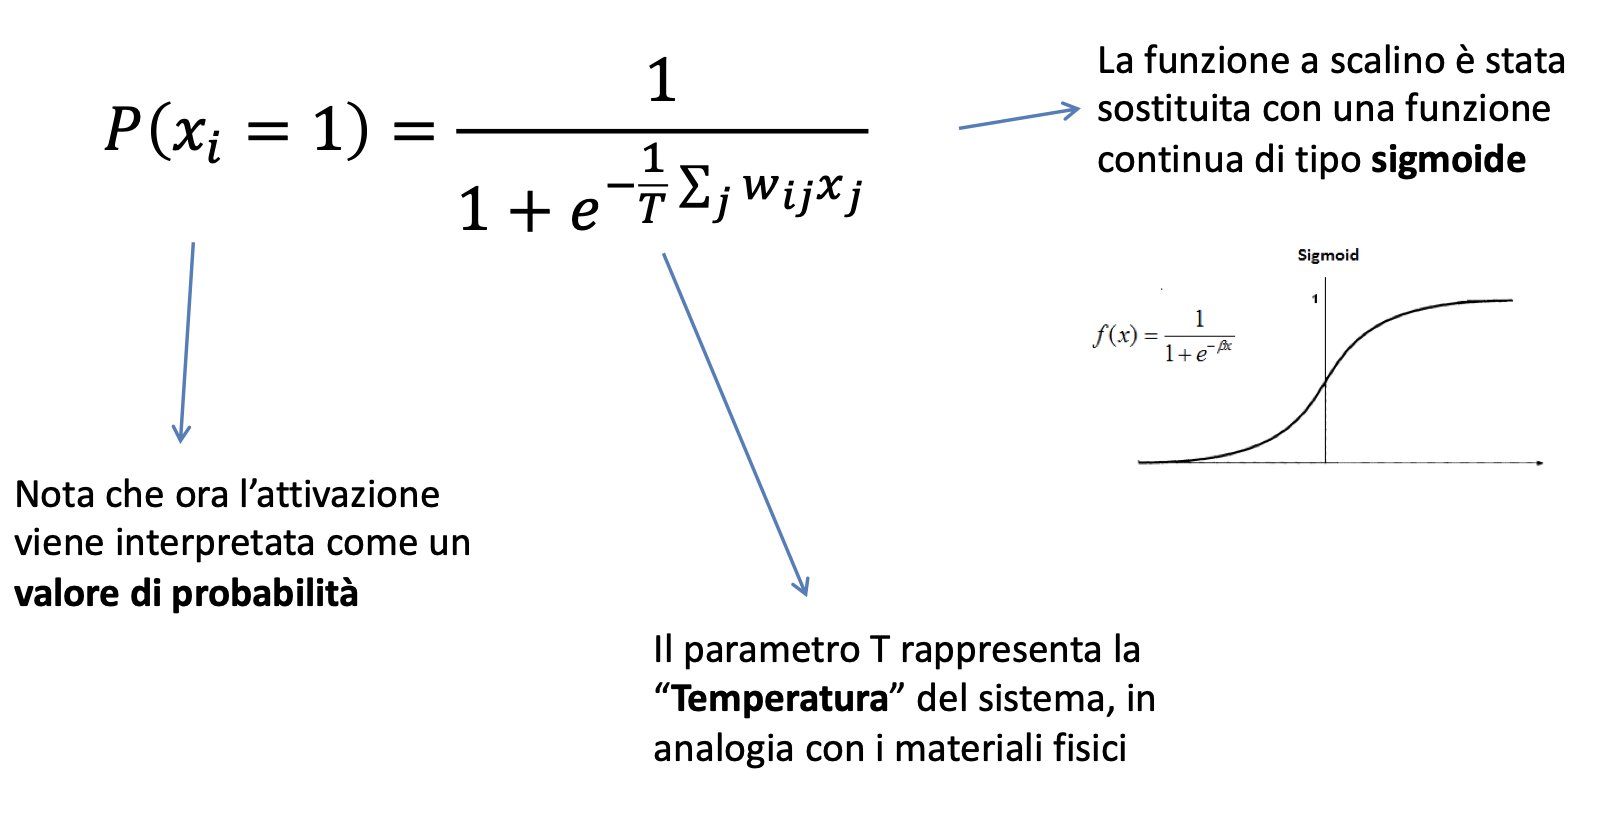 P(x_i = 1) = \frac{1}{1 + e^{-\frac{1}{T} \sum_j w_{ij} x_j}}
La funzione a scalino è stata
sostituita con una funzione
continua di tipo sigmoide
Sigmoid
1
f(x) = \frac{1}{1 + e^{-\beta x}}
Nota che ora l’attivazione
viene interpretata come un
valore di probabilità
Il parametro T rappresenta la
“Temperatura” del sistema, in
analogia con i materiali fisici